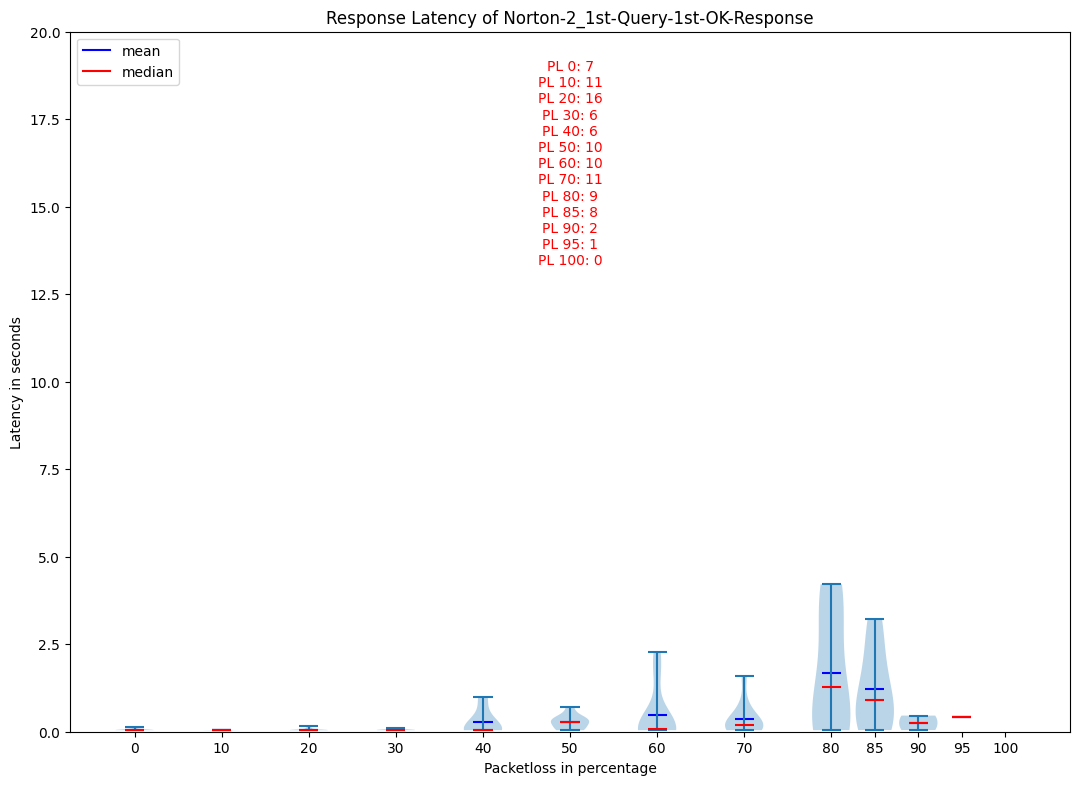 Response Latency of Norton-2_1st-Query-1st-OK-Response
mean
median
PL 0: 7
PL 10: 11
PL 20: 16
PL 30: 6
PL 40: 6
PL 50: 10
PL 60: 10
PL 70: 11
PL 80: 9
PL 85: 8
PL 90: 2
PL 95: 1
PL 100: 0
20.0
17.5
15.0
12.5
10.0
7.5
5.0
2.5
0.0
Latency in seconds
0 10 20 30 40 50 60 70 80 85 90 95 100
Packetloss in percentage